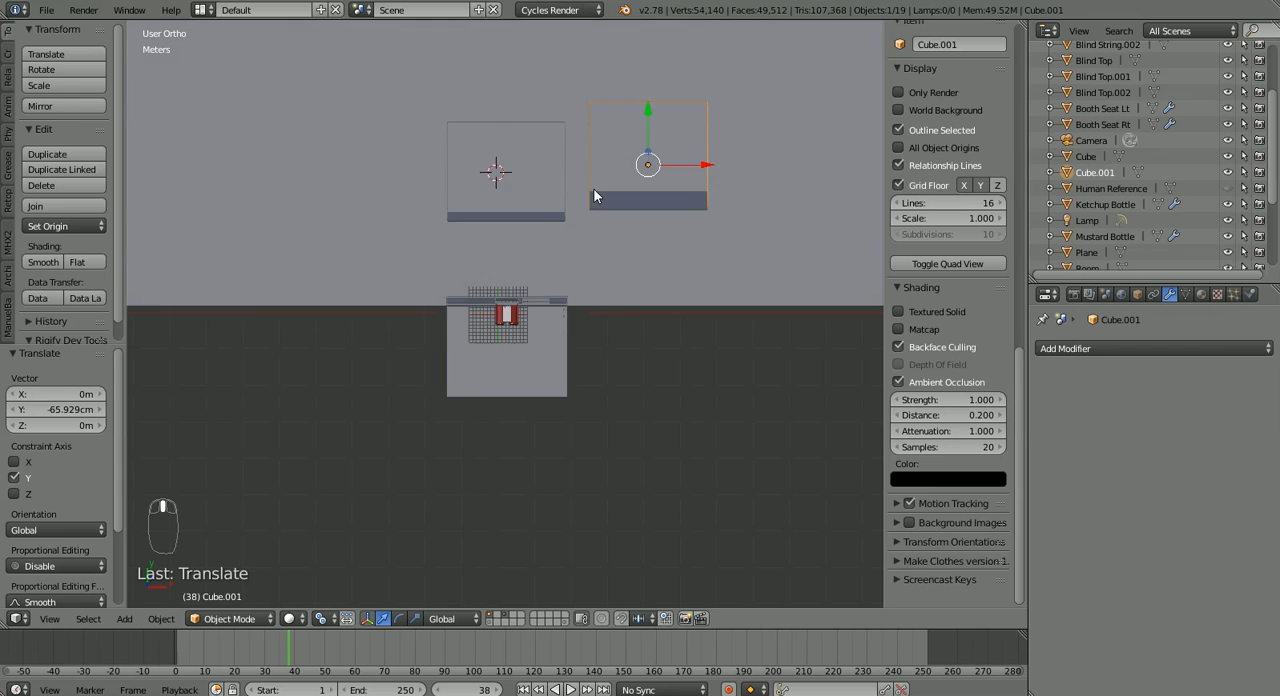 File Render Window Help Default Scene Cycles Render v2.78 | Verts:54,140 | Faces:49,512 | Tris:107,368 | Objects:1/19 | Lamps:0/0 | Mem:49.52M | Cube.001
Transform
Translate
Rotate
Scale
Mirror
Edit
Duplicate
Duplicate Linked
Delete
Join
Set Origin
Shading:
Smooth Flat
Data Transfer:
Data Data La
History
Rigify Dev Tools
To
Cr
Rela
Anim
Phy
Grease
Retop
MHX2
Archi
ManuelBa
Translate
Vector
X: 0m
Y: -65.929cm
Z: 0m
Constraint Axis
X
Y
Z
Orientation
Global
Proportional Editing
Disable
Proportional Editing F...
Smooth
User Ortho
Meters
Last: Translate
(38) Cube.001
View Select Add Object Object Mode Global
Item
Cube.001
Display
Only Render
World Background
Outline Selected
All Object Origins
Relationship Lines
Grid Floor X Y Z
Lines: 16
Scale: 1.000
Subdivisions: 10
Toggle Quad View
Shading
Textured Solid
Matcap
Backface Culling
Depth Of Field
Ambient Occlusion
Strength: 1.000
Distance: 0.200
Attenuation: 1.000
Samples: 20
Color:
Motion Tracking
Background Images
Transform Orientations
Make Clothes version 1.
Screencast Keys
View Search All Scenes
Blind String.002
Blind Top
Blind Top.001
Blind Top.002
Booth Seat Lt
Booth Seat Rt
Camera
Cube
Cube.001
Human Reference
Ketchup Bottle
Lamp
Mustard Bottle
Plane
Room
Cube.001
Add Modifier
-50 -40 -30 -20 -10 0 10 20 30 40 50 60 70 80 90 100 110 120 130 140 150 160 170 180 190 200 210 220 230 240 250 260 270 280
View Marker Frame Playback Start: 1 End: 250 38 No Sync